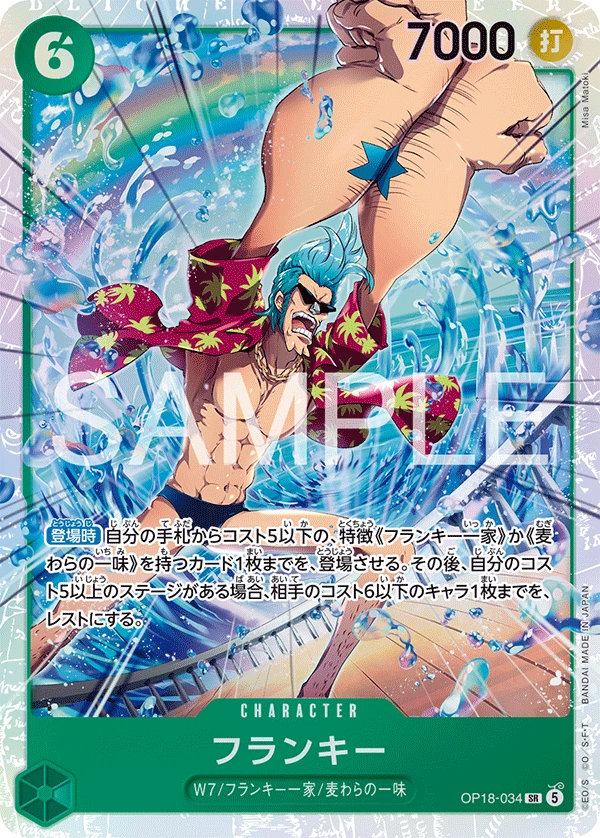 6
7000 打
Misa Matoki
SAMPLE
登場時 自分の手札からコスト5以下の、特徴《フランキー一家》か《麦
わらの一味》を持つカード1枚までを、登場させる。その後、自分のコス
ト5以上のステージがある場合、相手のコスト6以下のキャラ1枚までを、
レストにする。
©E/S ©O/S・F・T BANDAI MADE IN JAPAN
CHARACTER
フランキー
W7/フランキー一家/麦わらの一味
OP18-034 SR 5